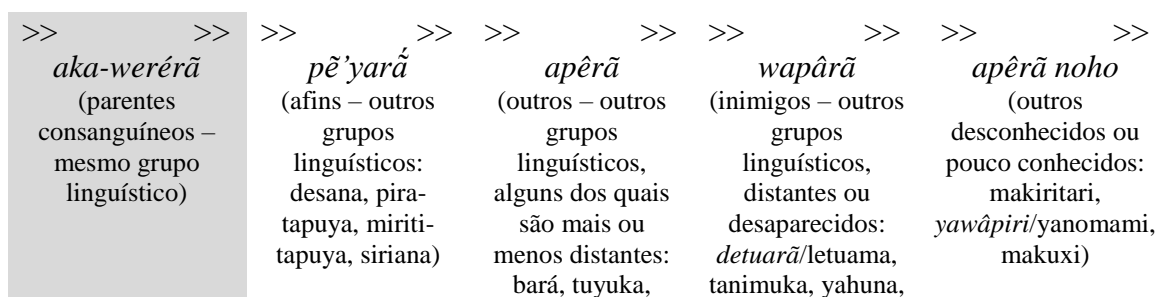 >> >>
aka-werérã
(parentes
consanguíneos –
mesmo grupo
linguístico)
>> >>
pẽ’yarã́
(afins – outros
grupos
linguísticos:
desana, pira-
tapuya, miriti-
tapuya, siriana)
>> >>
apêrã
(outros – outros
grupos
linguísticos,
alguns dos quais
são mais ou
menos distantes:
bará, tuyuka,
>> >>
wapârã
(inimigos – outros
grupos
linguísticos,
distantes ou
desaparecidos:
detuarã/letuama,
tanimuka, yahuna,
>> >>
apêrã noho
(outros
desconhecidos ou
pouco conhecidos:
makiritari,
yawâpiri/yanomami,
makuxi)